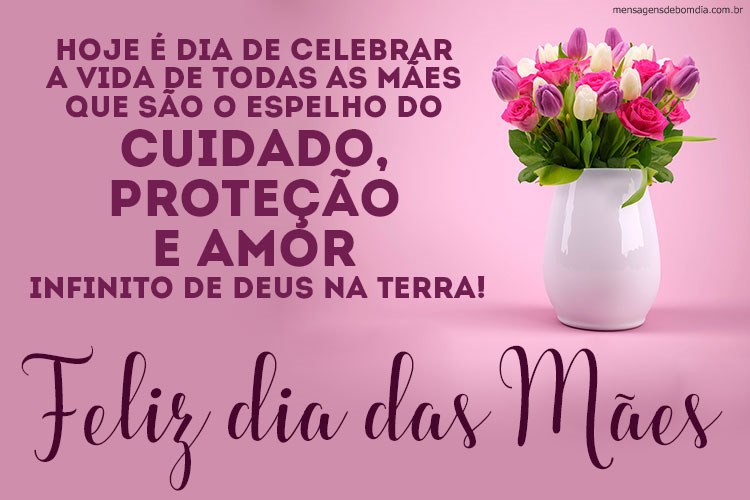 mensagensdebomdia.com.br
HOJE É DIA DE CELEBRAR
A VIDA DE TODAS AS MÃES
QUE SÃO O ESPELHO DO
CUIDADO,
PROTEÇÃO
E AMOR
INFINITO DE DEUS NA TERRA!
Feliz dia das Mães